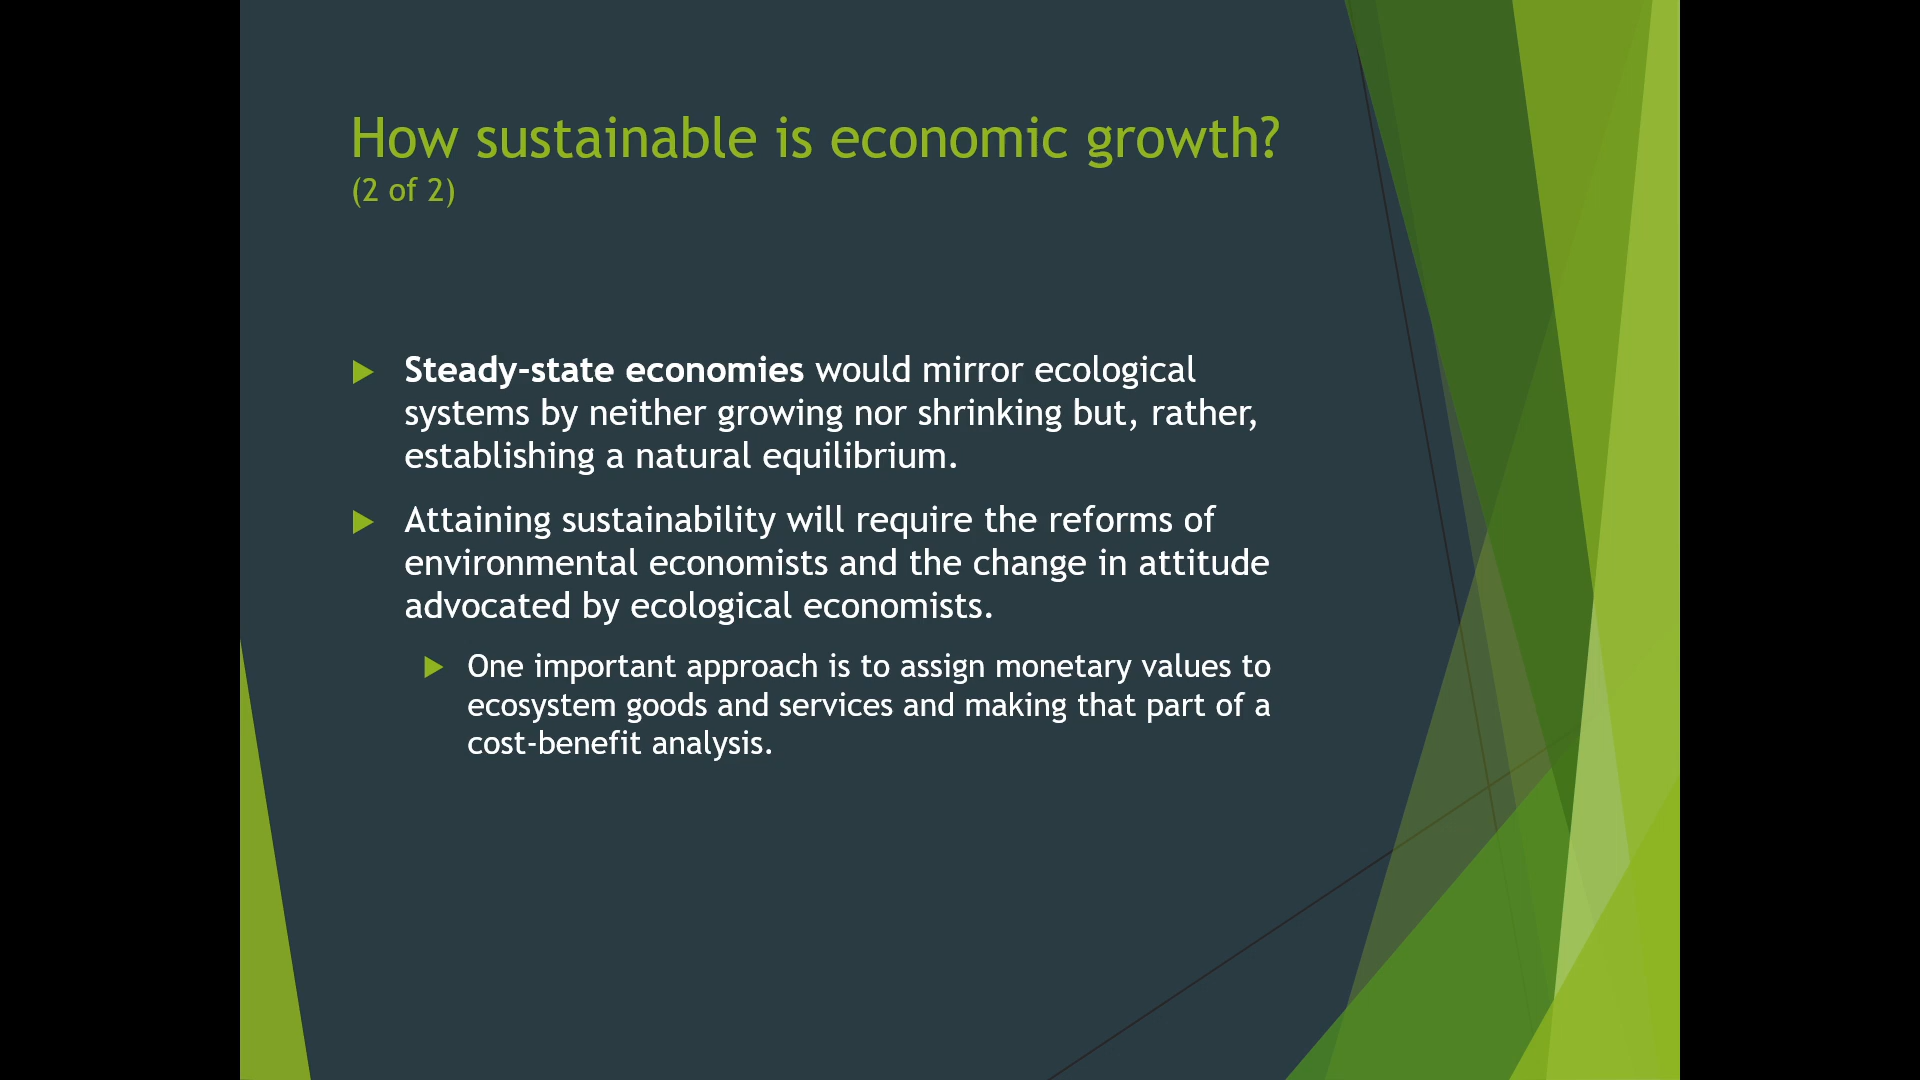 How sustainable is economic growth?
(2 of 2)
Steady-state economies would mirror ecological
systems by neither growing nor shrinking but, rather,
establishing a natural equilibrium.
Attaining sustainability will require the reforms of
environmental economists and the change in attitude
advocated by ecological economists.
One important approach is to assign monetary values to
ecosystem goods and services and making that part of a
cost-benefit analysis.